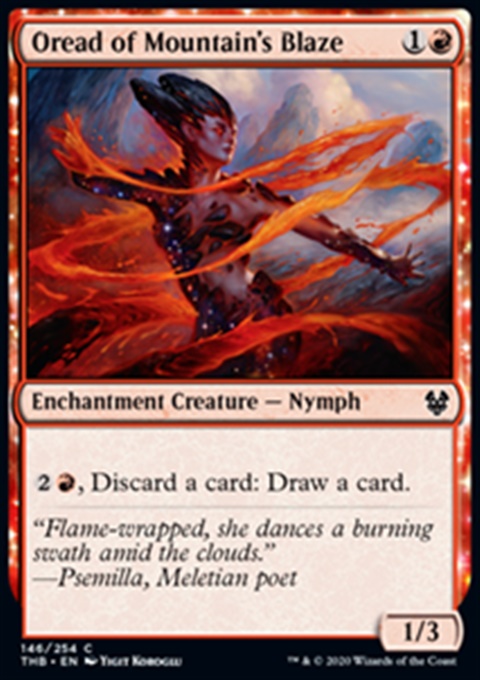 Oread of Mountain's Blaze 1
Enchantment Creature — Nymph
2, Discard a card: Draw a card.
"Flame-wrapped, she dances a burning
swath amid the clouds."
—Psemilla, Meletian poet
1/3
146/254 C
THB • EN Yigit Koroglu
™ & © 2020 Wizards of the Coast